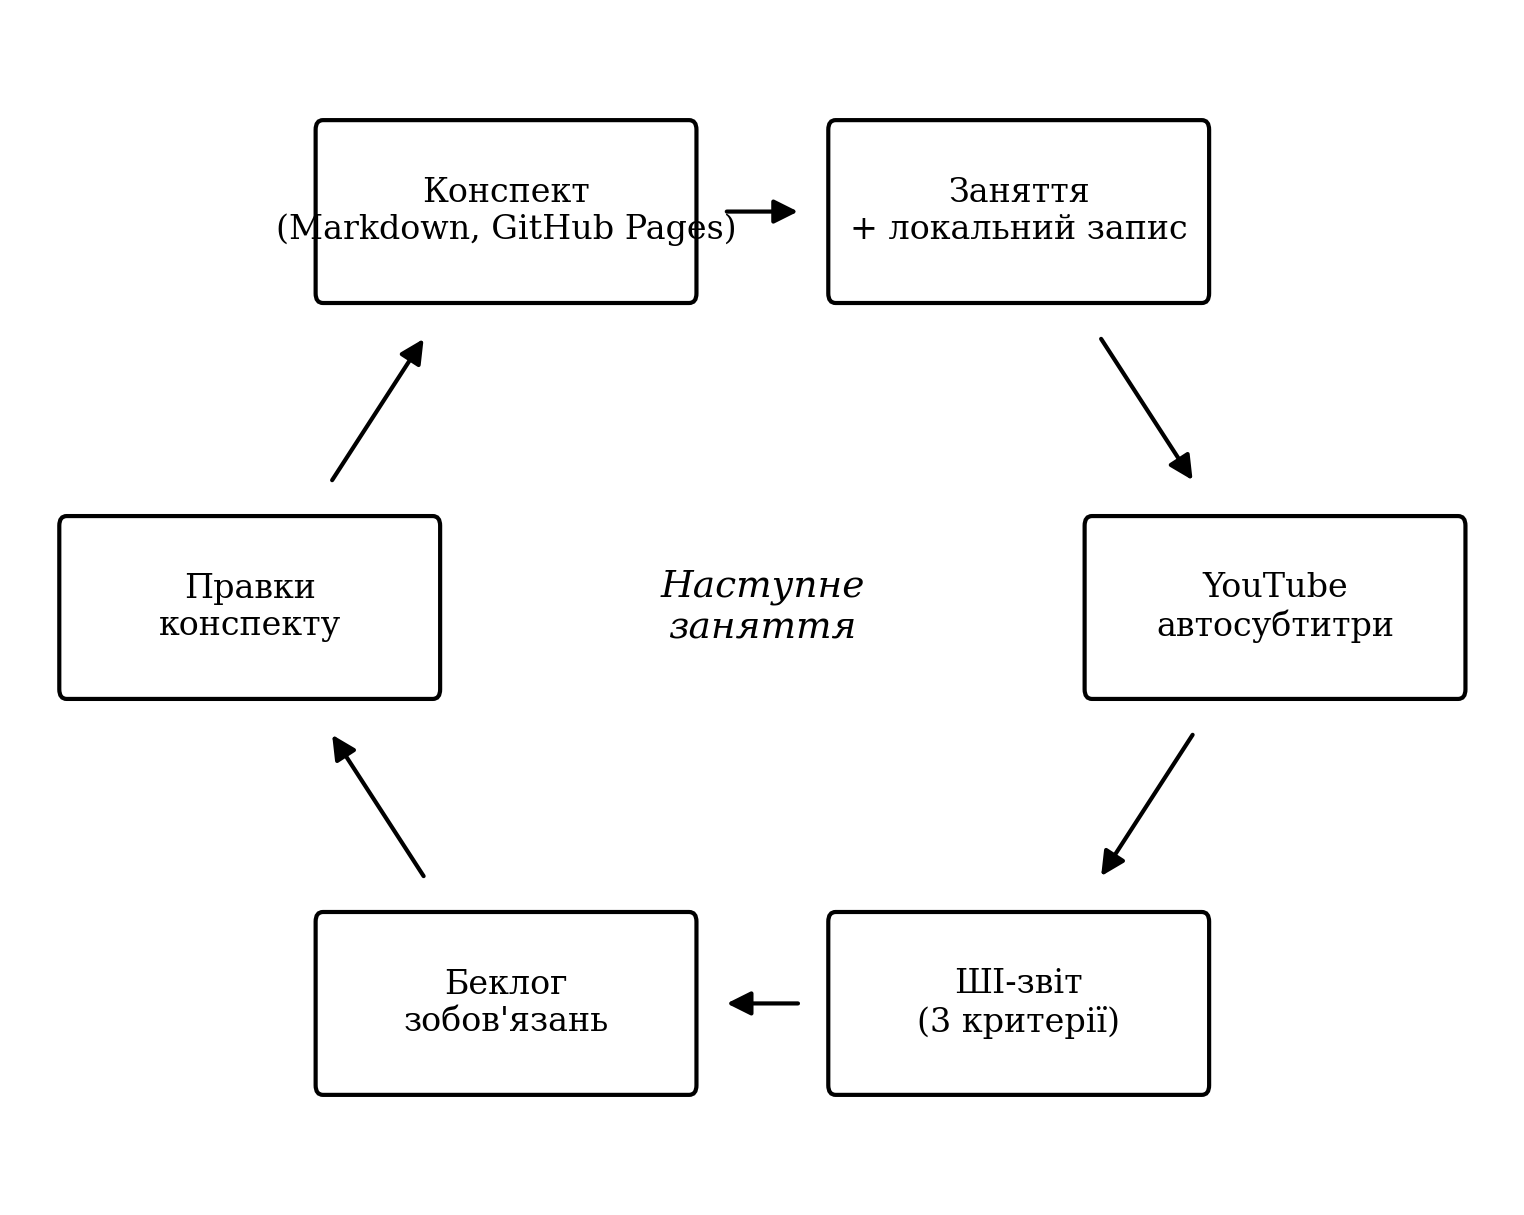 Конспект
(Markdown, GitHub Pages)
Заняття
+ локальний запис
Правки
конспекту
Наступне
заняття
YouTube
автосубтитри
Беклог
зобов'язань
ШІ-звіт
(3 критерії)